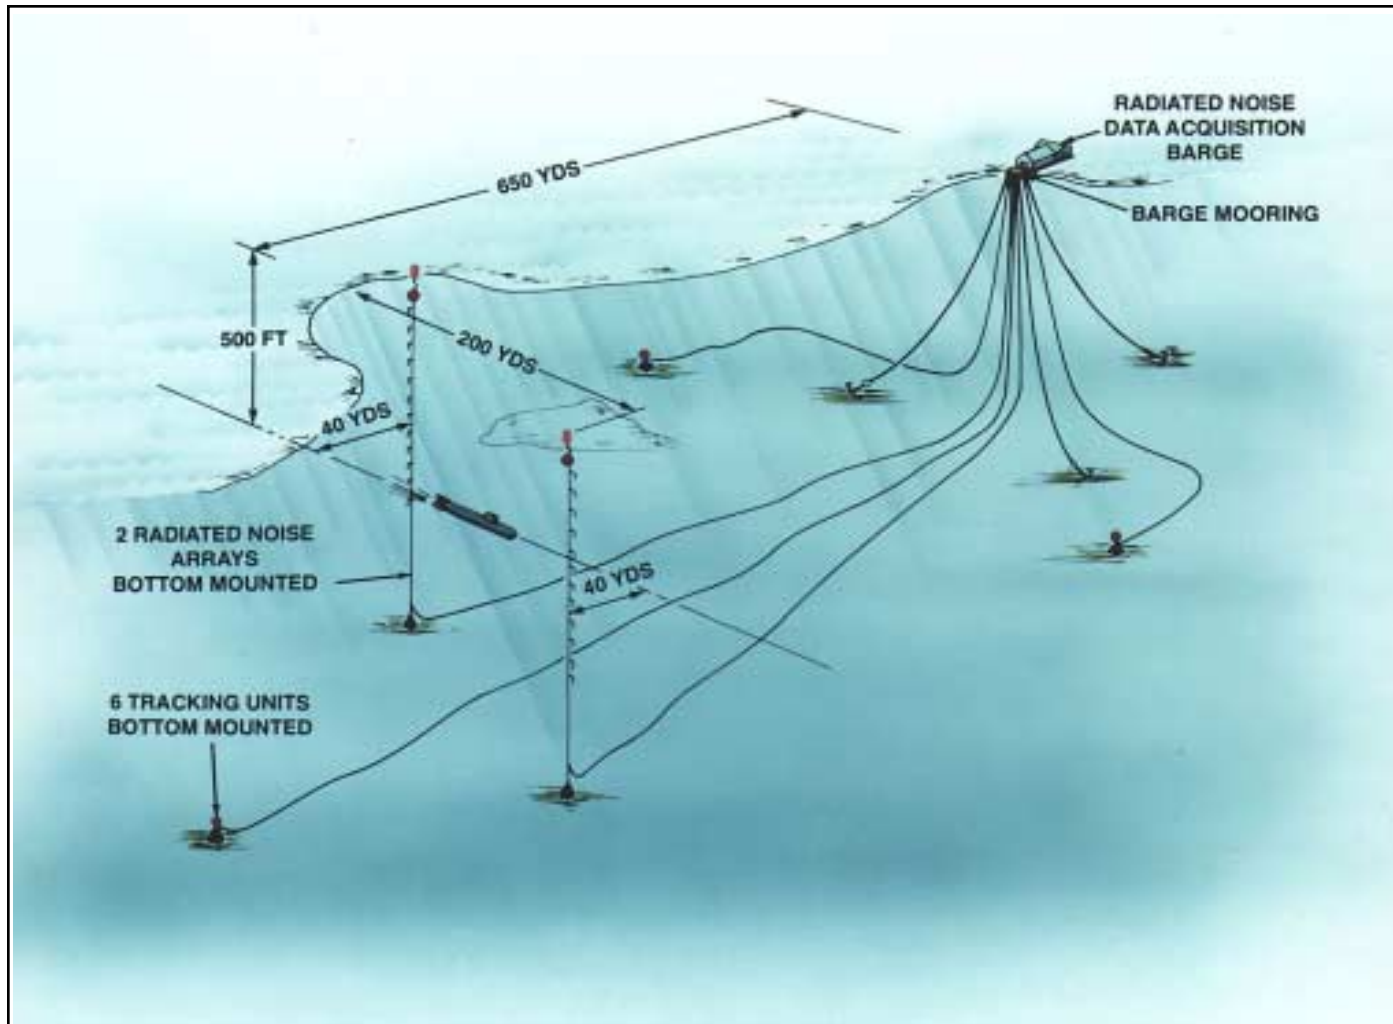 RADIATED NOISE
DATA ACQUISITION
BARGE
650 YDS
BARGE MOORING
500 FT
200 YDS
40 YDS
2 RADIATED NOISE
ARRAYS
BOTTOM MOUNTED
40 YDS
6 TRACKING UNITS
BOTTOM MOUNTED